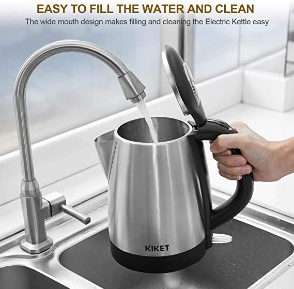 EASY TO FILL THE WATER AND CLEAN
The wide mouth design makes filling and cleaning the Electric Kettle easy
KIKET